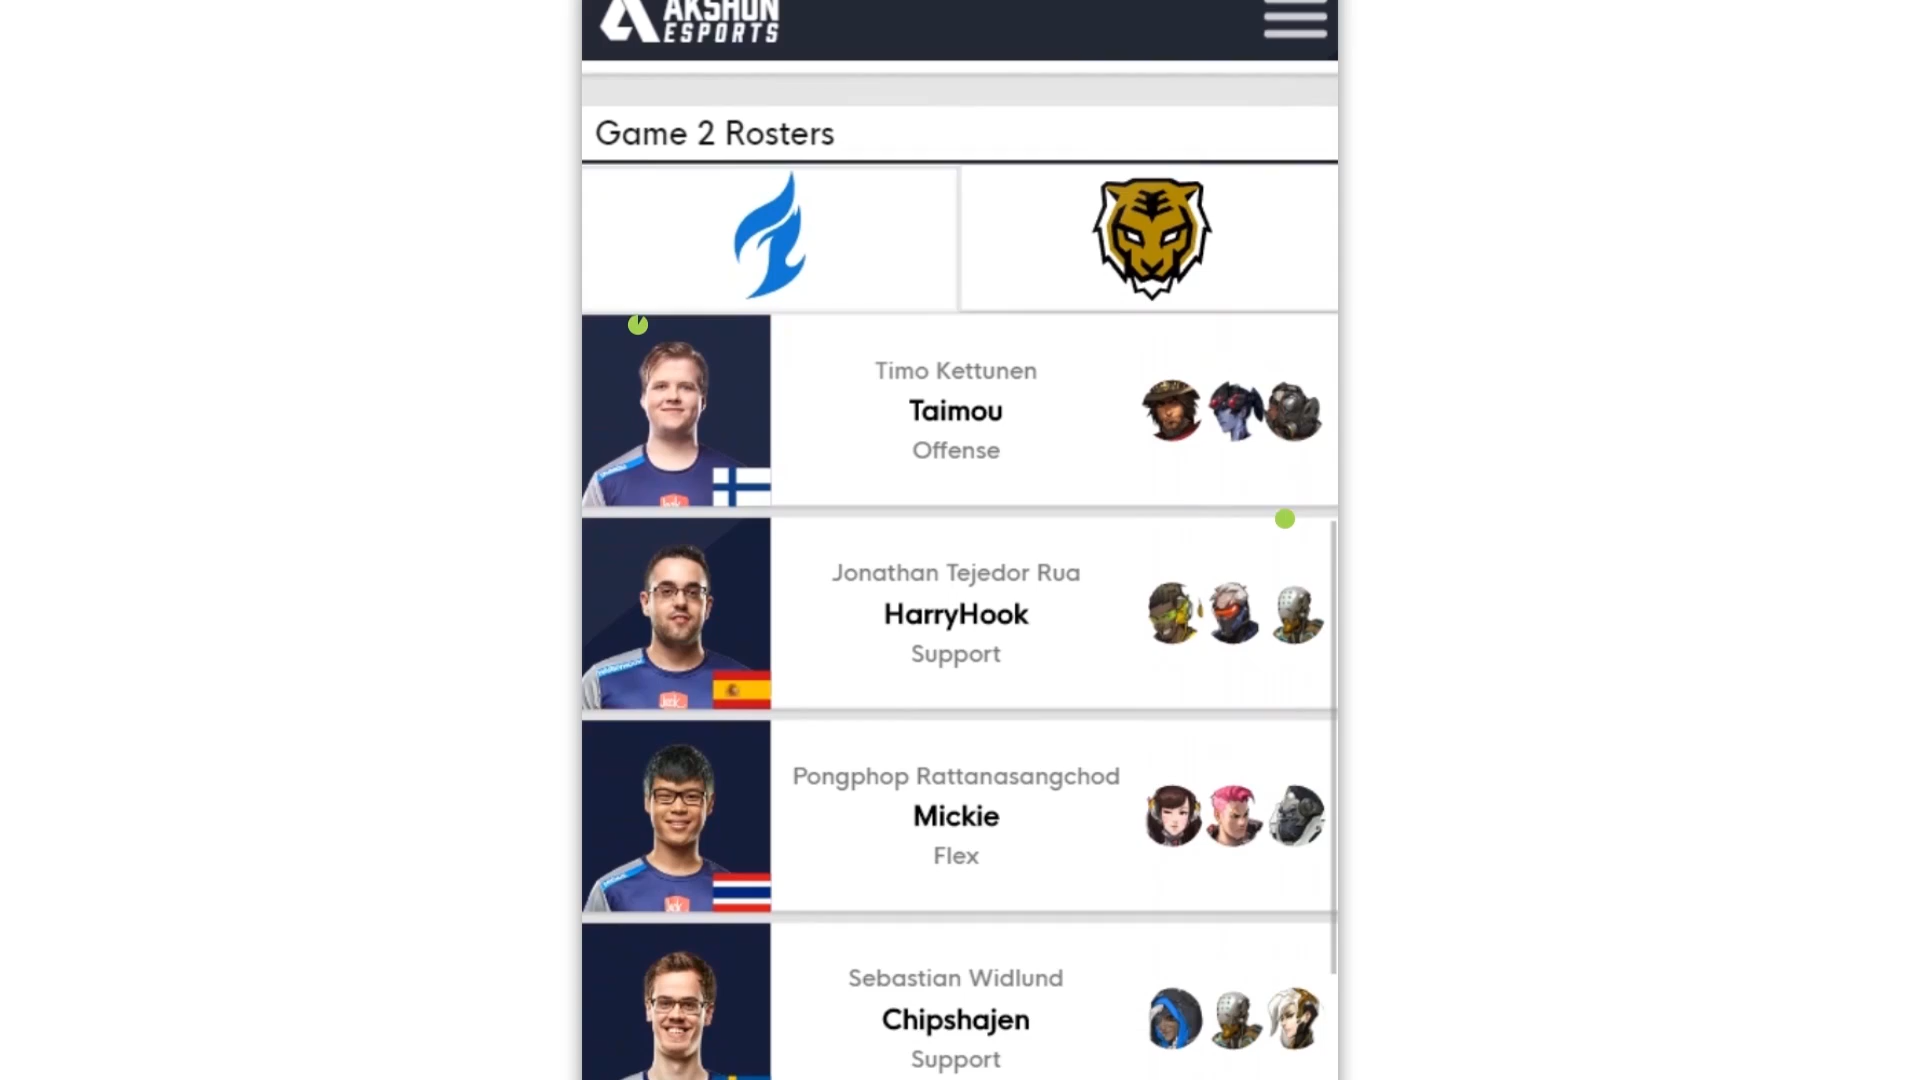 AKSHON
ESPORTS
Game 2 Rosters
Timo Kettunen
Taimou
Offense
Jonathan Tejedor Rua
HarryHook
Support
Pongphop Rattanasangchod
Mickie
Flex
Sebastian Widlund
Chipshajen
Support